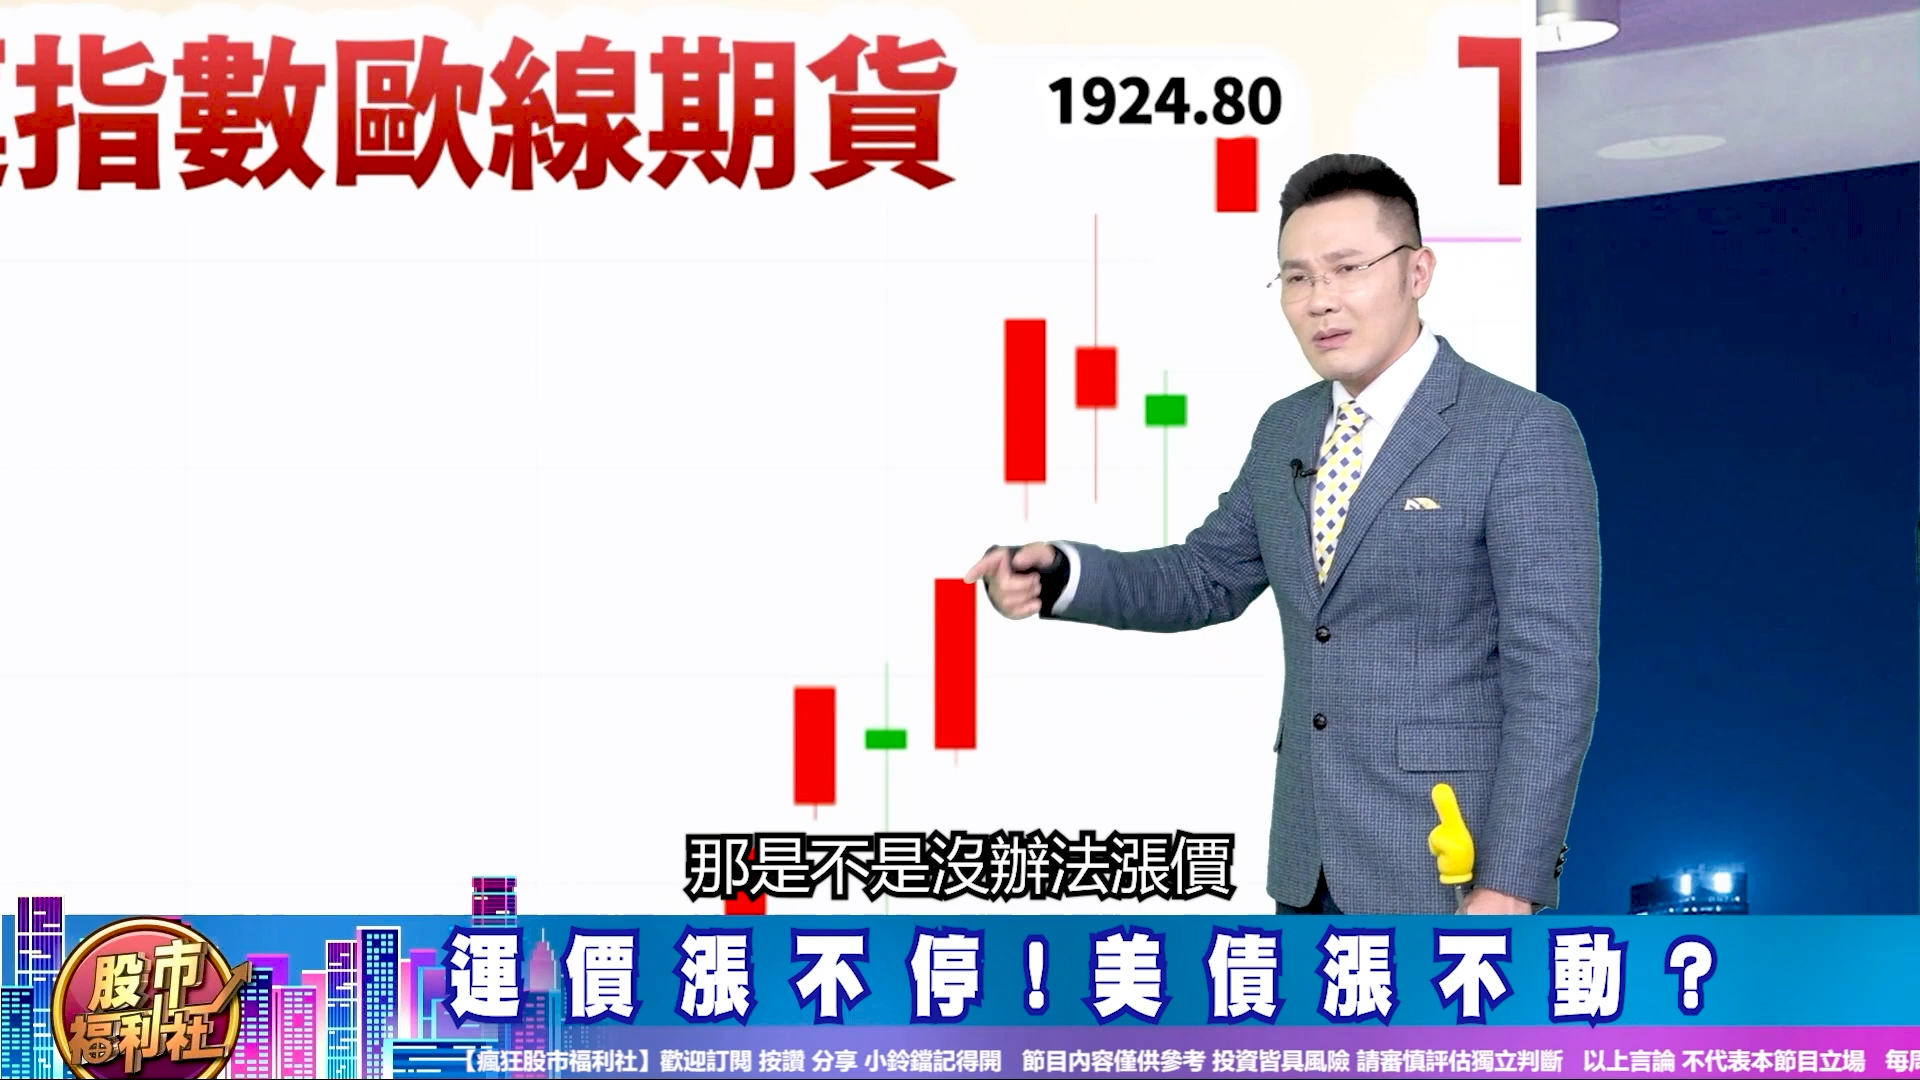 指數歐線期貨
1924.80
那是不是沒辦法漲價
運價漲不停!美債漲不動?
股市
福利社
【瘋狂股市福利社】歡迎訂閱 按讚 分享 小鈴鐺記得開 節目內容僅供參考 投資皆具風險 請審慎評估獨立判斷 以上言論 不代表本節目立場 每